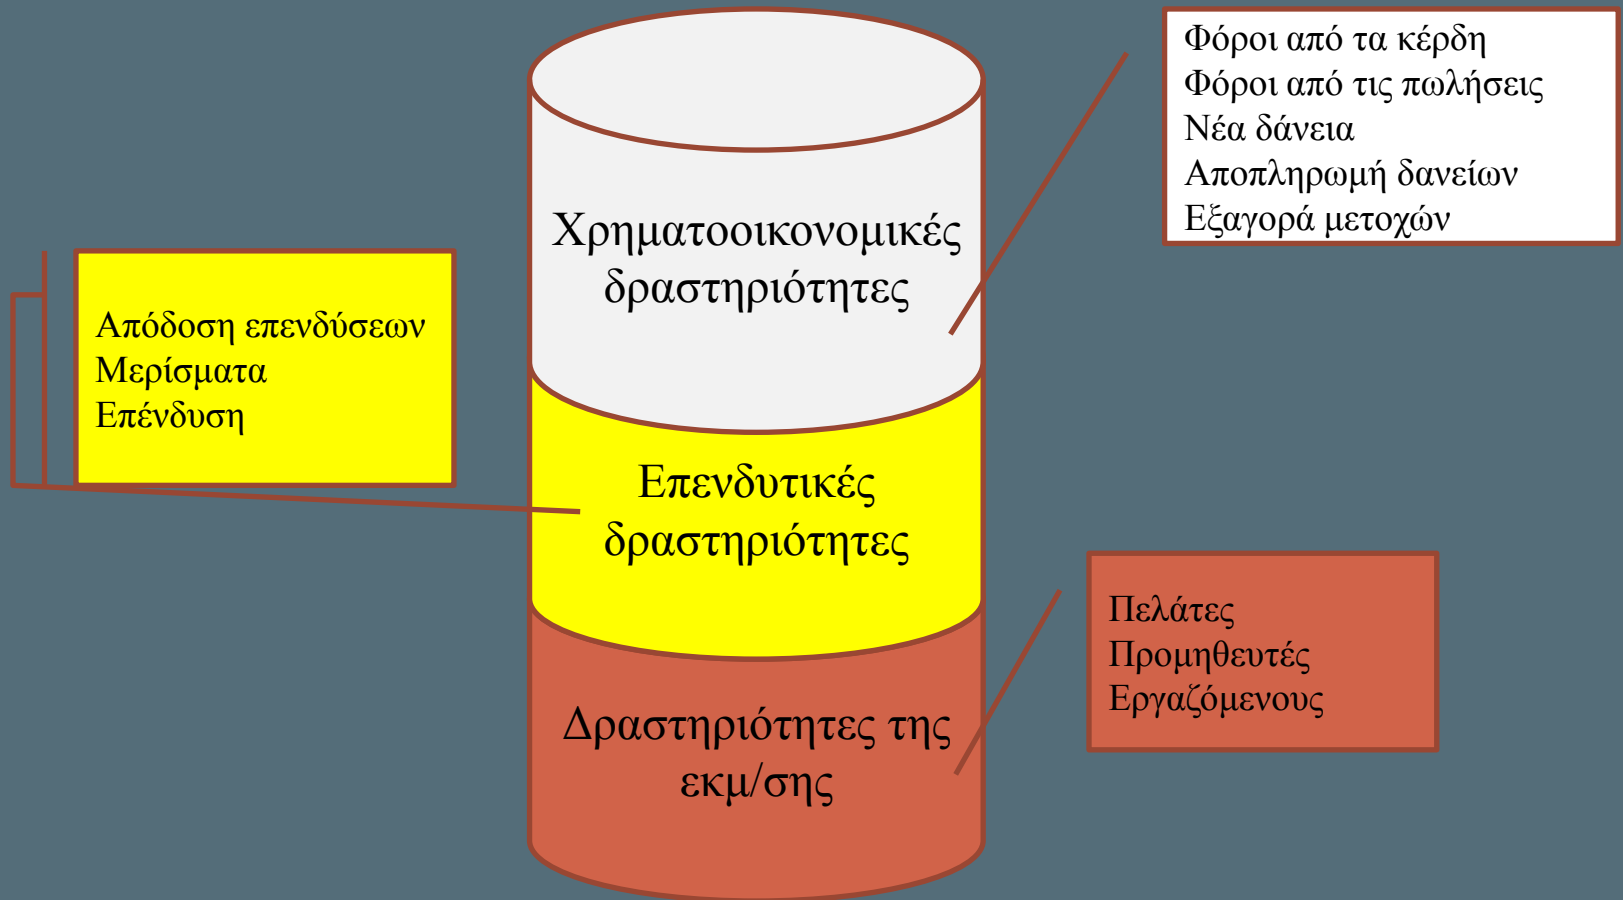 Φόροι από τα κέρδη
Φόροι από τις πωλήσεις
Νέα δάνεια
Αποπληρωμή δανείων
Εξαγορά μετοχών
Χρηματοοικονομικές
δραστηριότητες
Απόδοση επενδύσεων
Μερίσματα
Επένδυση
Επενδυτικές
δραστηριότητες
Πελάτες
Προμηθευτές
Εργαζόμενους
Δραστηριότητες της
εκμ/σης